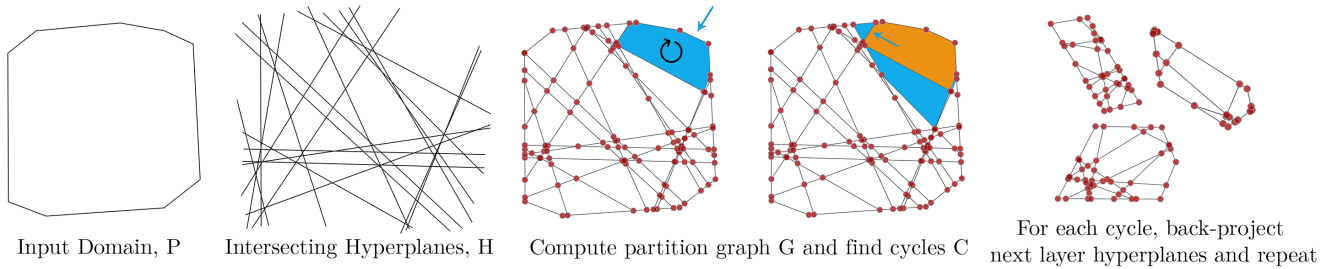 Input Domain, P
Intersecting Hyperplanes, H
Compute partition graph G and find cycles C
For each cycle, back-project
next layer hyperplanes and repeat